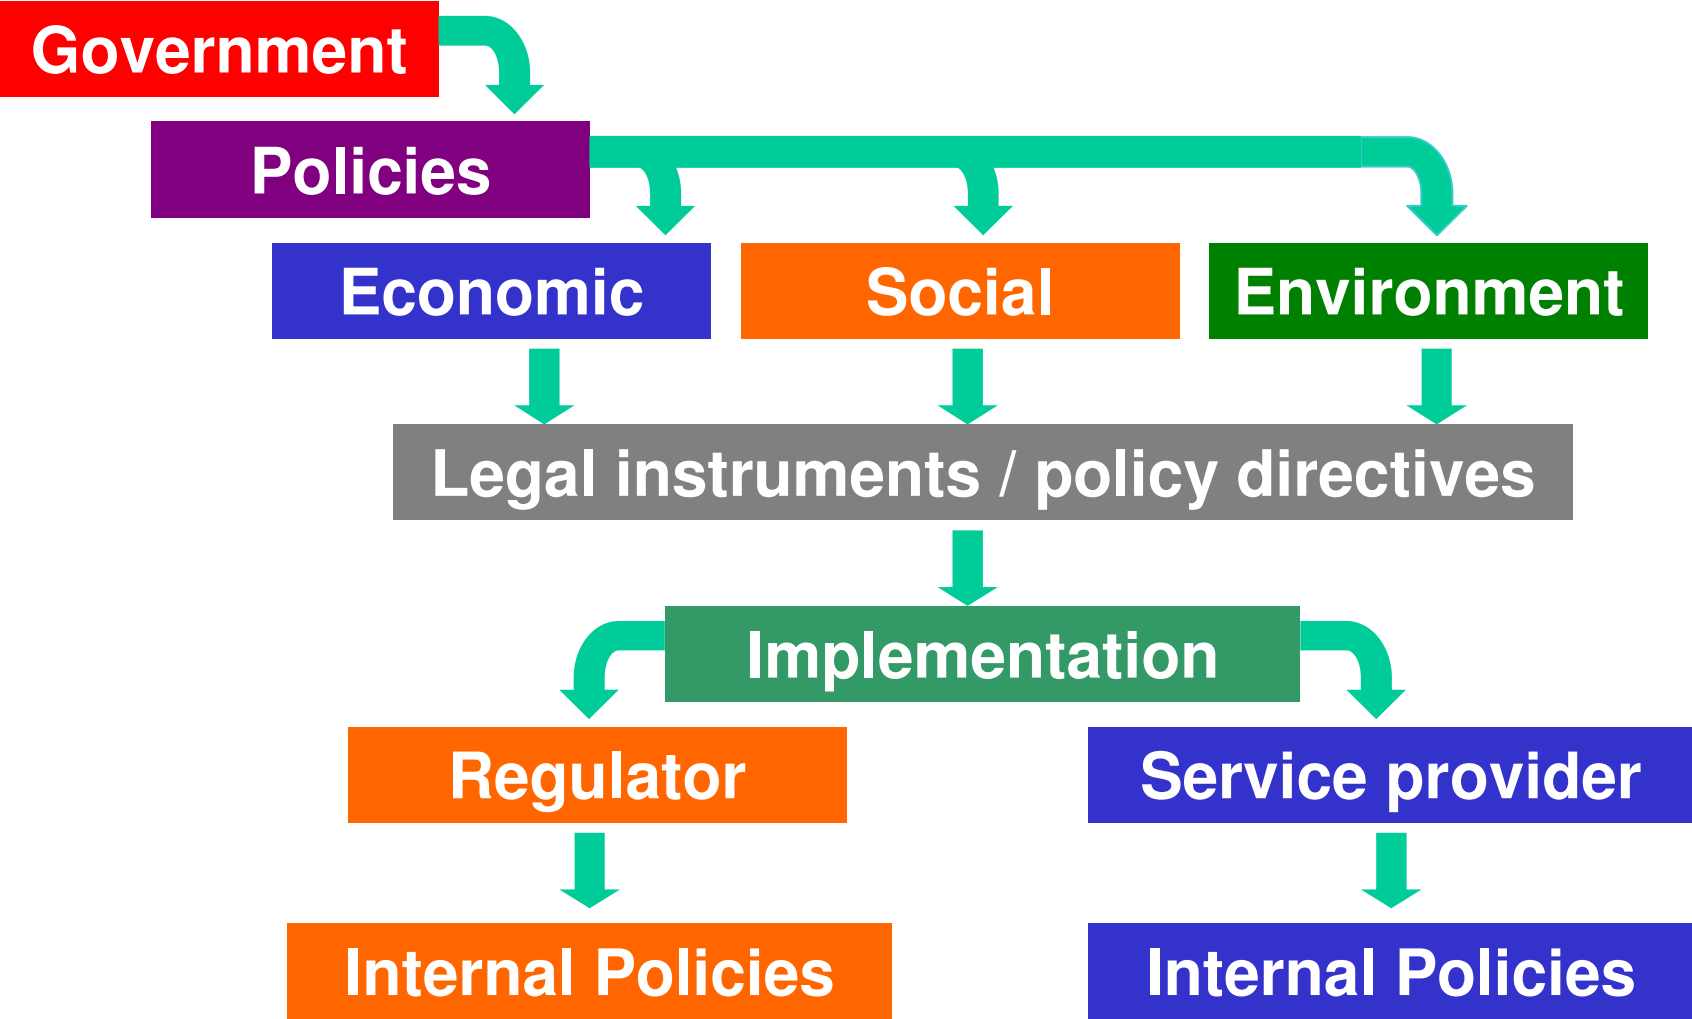 Government
Policies
Economic
Social
Environment
Legal instruments / policy directives
Implementation
Regulator
Service provider
Internal Policies
Internal Policies